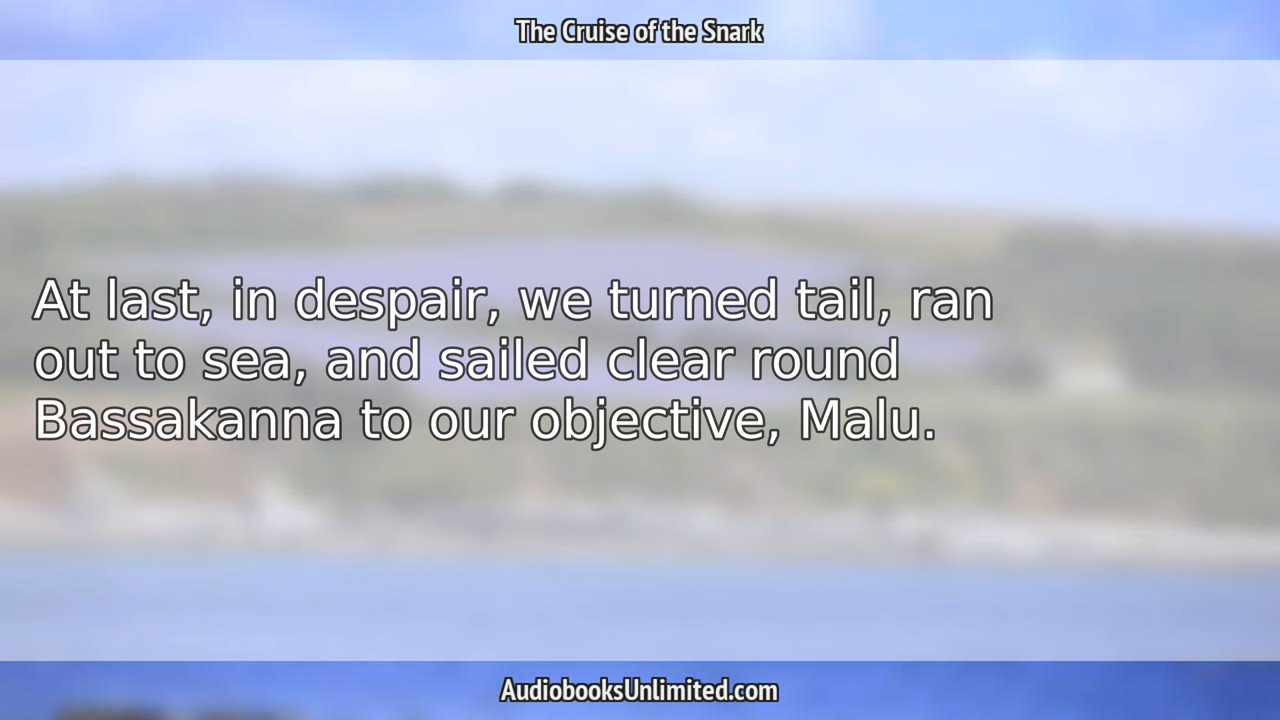 The Cruise of the Snark
At last, in despair, we turned tail, ran
out to sea, and sailed clear round
Bassakanna to our objective, Malu.
AudiobooksUnlimited.com